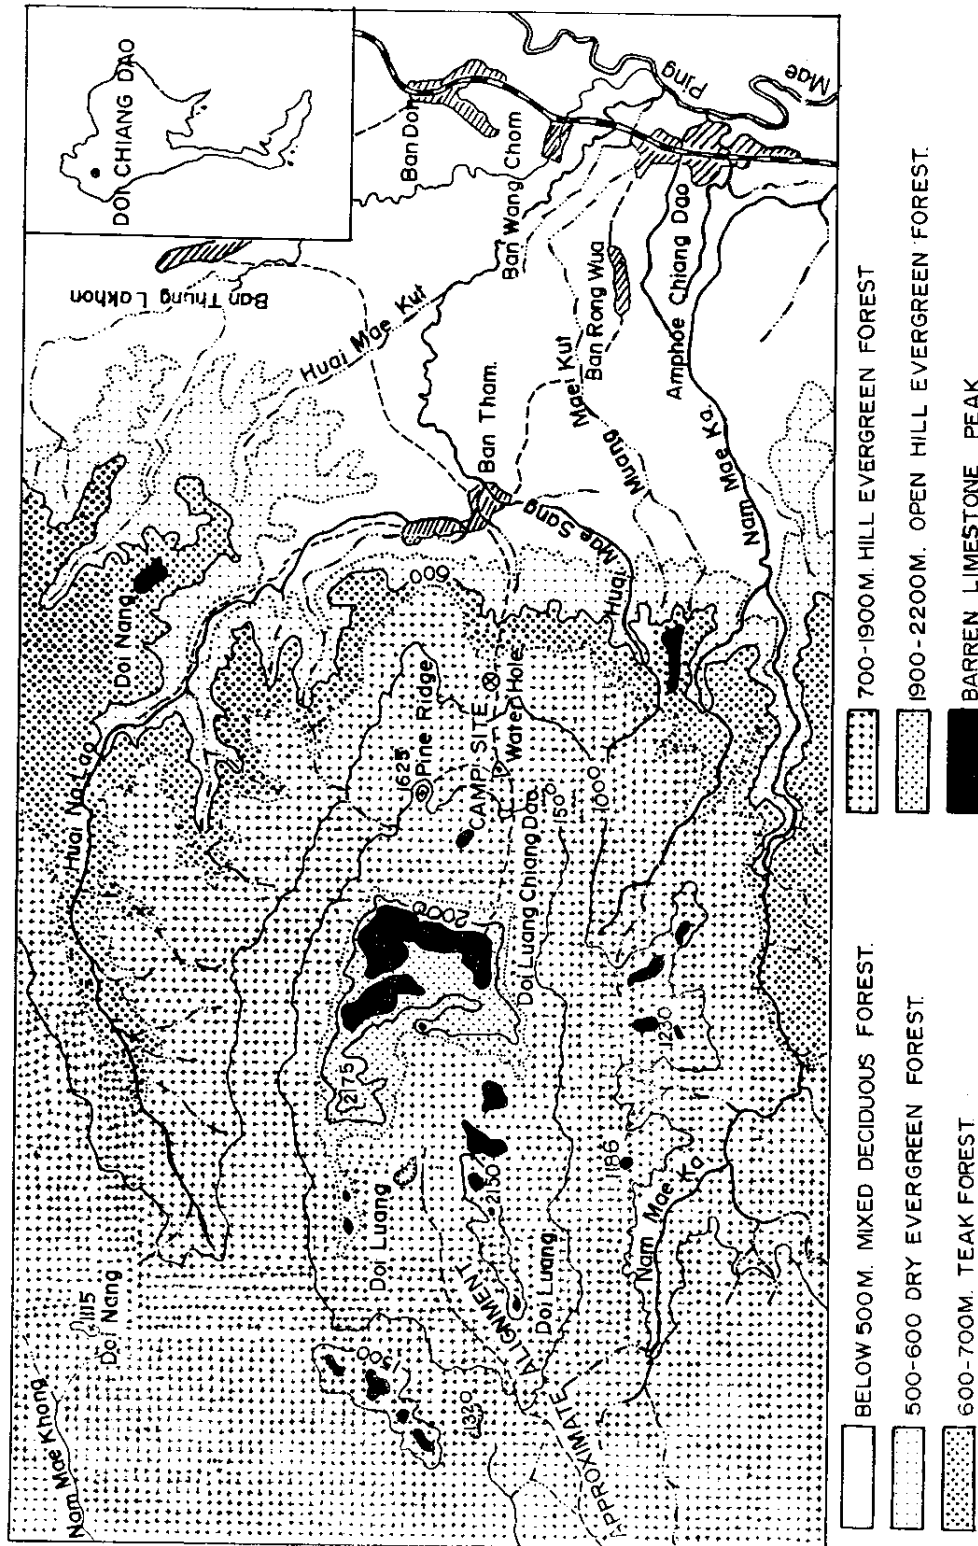 DOI CHIANG DAO
Nam Mae Khong
1115
Doi Nang
Huai Na Lao
Doi Nang
Ban Thung Lakhon
Ban Don
Huai Mae Kut
Ban Wang Chom
Ping
Mae
600
Ban Tham.
Huai Mae Sang
Muang Maei Kut
Ban Rong Wua
Amphoe Chiang Dao
Nam Mae Ka.
1500
1320
Doi Luang
2175
2000
1625
Pine Ridge
CAMPI SITE
Water Hole
2150
Doi Luang
Doi Luang Chiang Dao
1500
1000
APPROXIMATE ALIGNMENT
1186
1230
Nam Mae Ka.
BELOW 500M. MIXED DECIDUOUS FOREST.
500-600 DRY EVERGREEN FOREST
600-700M. TEAK FOREST
700-1900M HILL EVERGREEN FOREST
1900-2200M. OPEN HILL EVERGREEN FOREST.
BARREN LIMESTONE PEAK